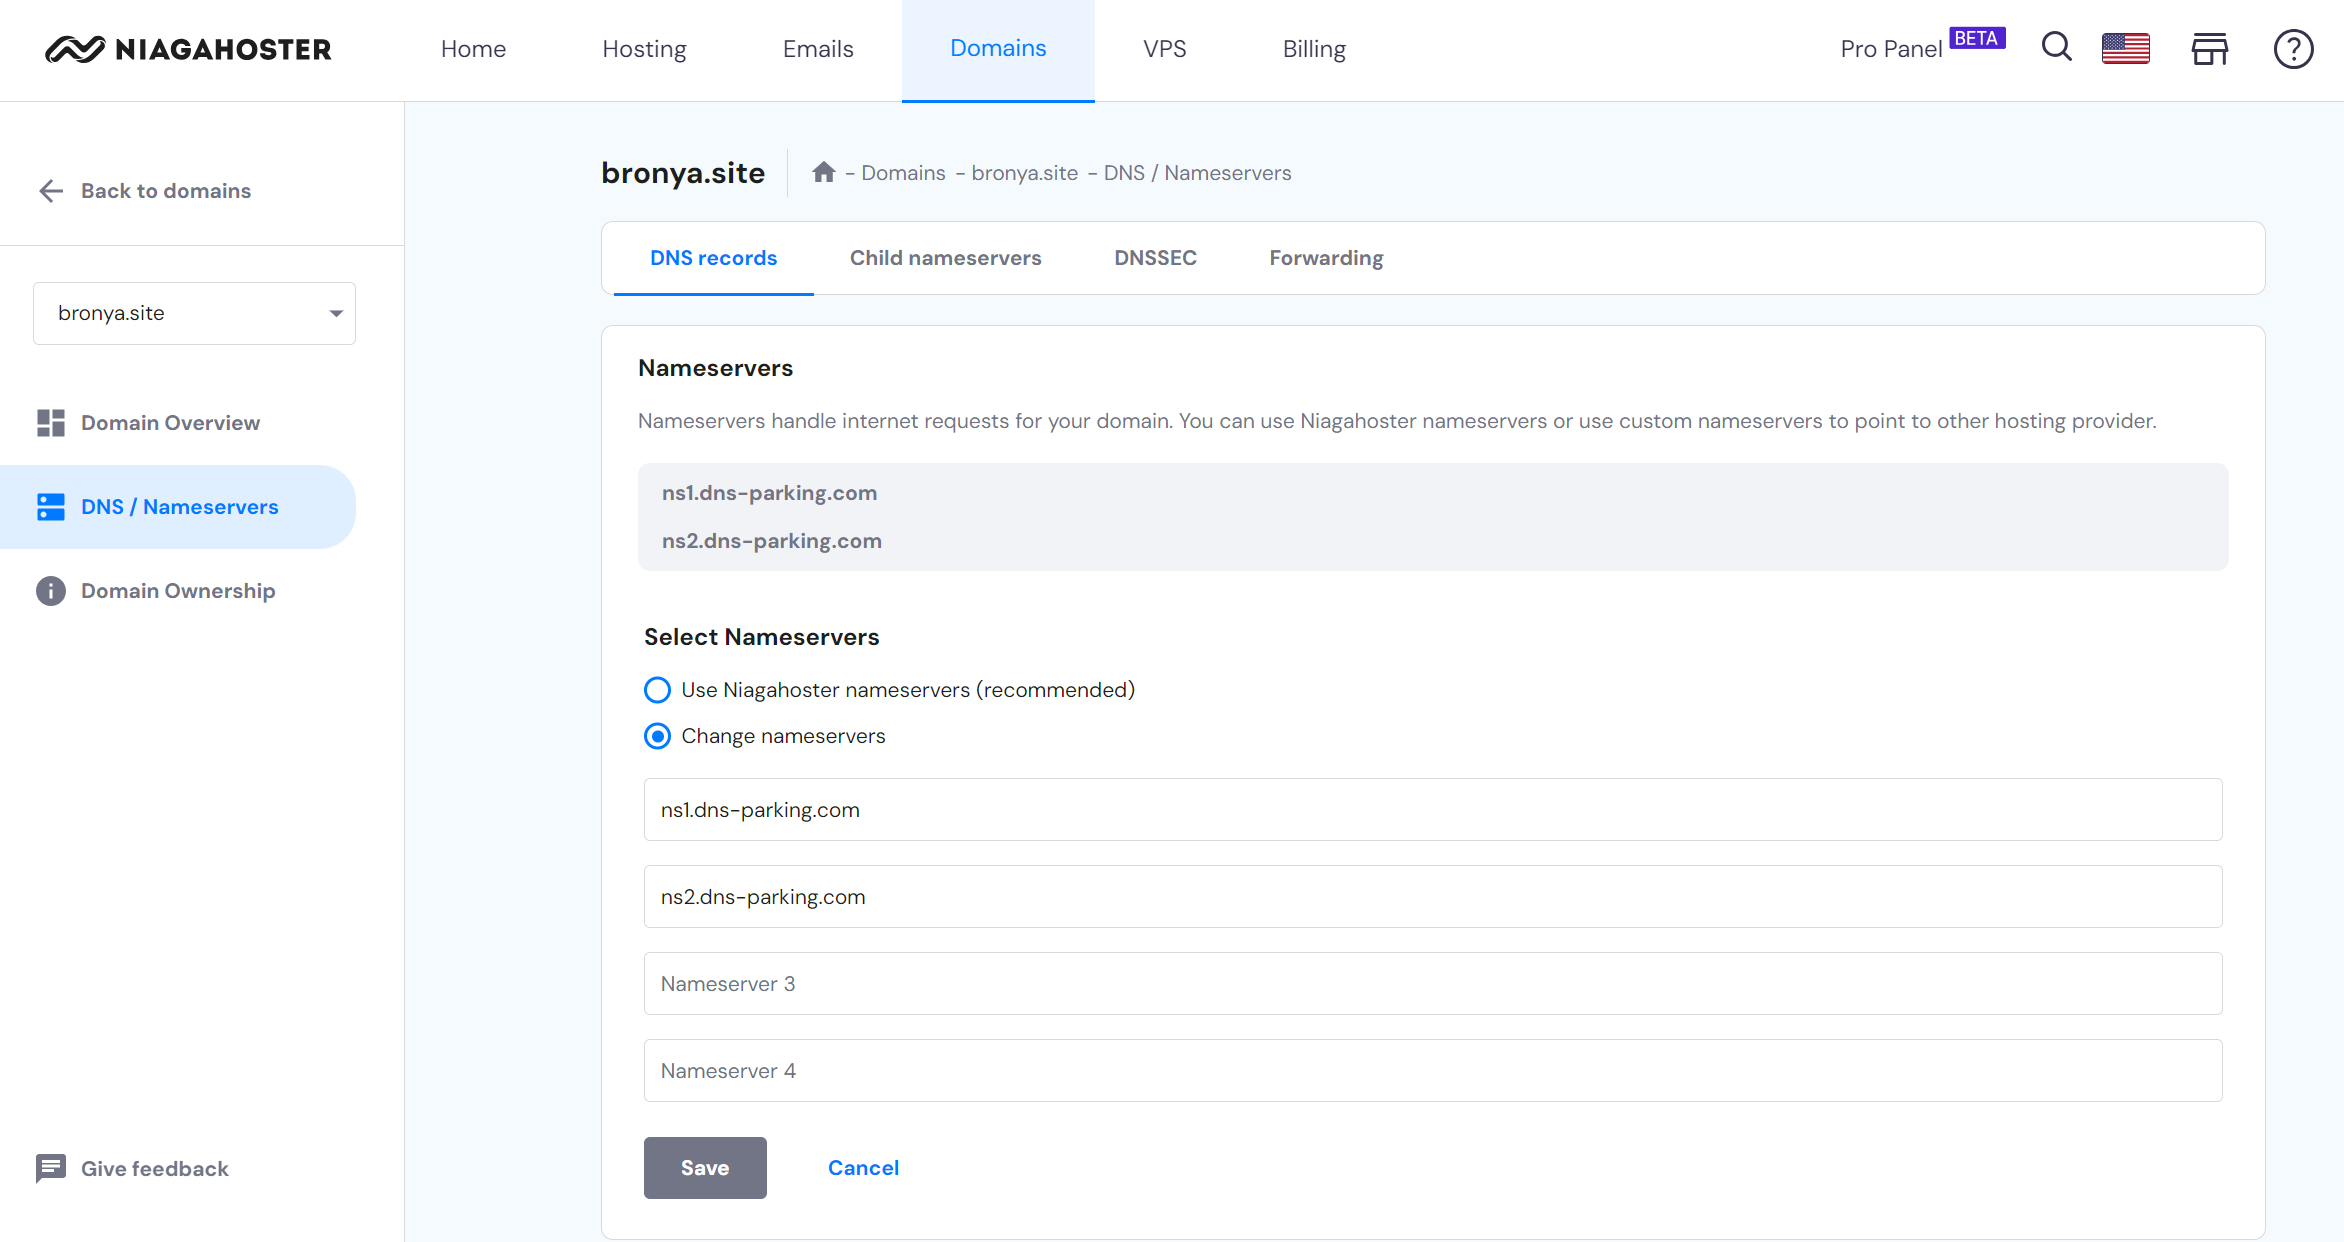 NIAGAHOSTER
Home
Hosting
Emails
Domains
VPS
Billing
Pro Panel BETA
Back to domains
bronya.site
Domain Overview
DNS / Nameservers
Domain Ownership
Give feedback
bronya.site
- Domains - bronya.site - DNS / Nameservers
DNS records
Child nameservers
DNSSEC
Forwarding
Nameservers
Nameservers handle internet requests for your domain. You can use Niagahoster nameservers or use custom nameservers to point to other hosting provider.
ns1.dns-parking.com
ns2.dns-parking.com
Select Nameservers
Use Niagahoster nameservers (recommended)
Change nameservers
ns1.dns-parking.com
ns2.dns-parking.com
Nameserver 3
Nameserver 4
Save
Cancel